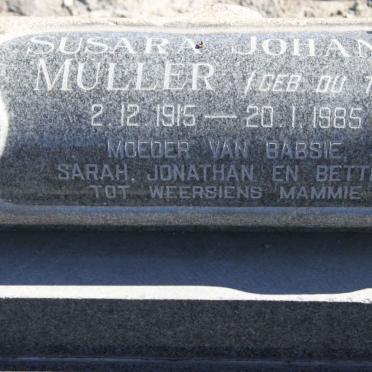 SUSARA JOHAN
MULLER (GEB DU T
2.12.1915 — 20.1.1985
MOEDER VAN BABSIE,
SARAH, JONATHAN EN BETT
TOT WEERSIENS MAMMIE